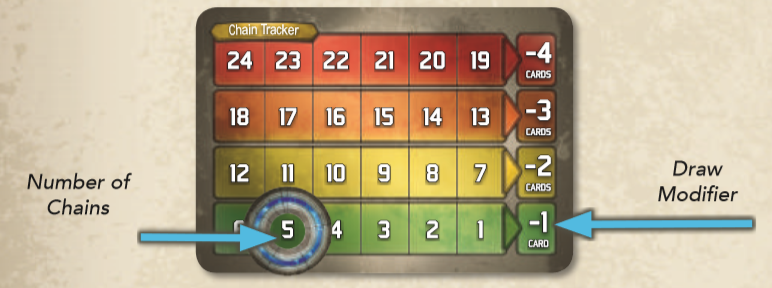 Chain Tracker
24 23 22 21 20 19 -4
CARDS
18 17 16 15 14 13 -3
CARDS
12 11 10 9 8 7 -2
CARDS
Number of
Chains
Draw
Modifier
5 4 3 2 1 -1
CARD